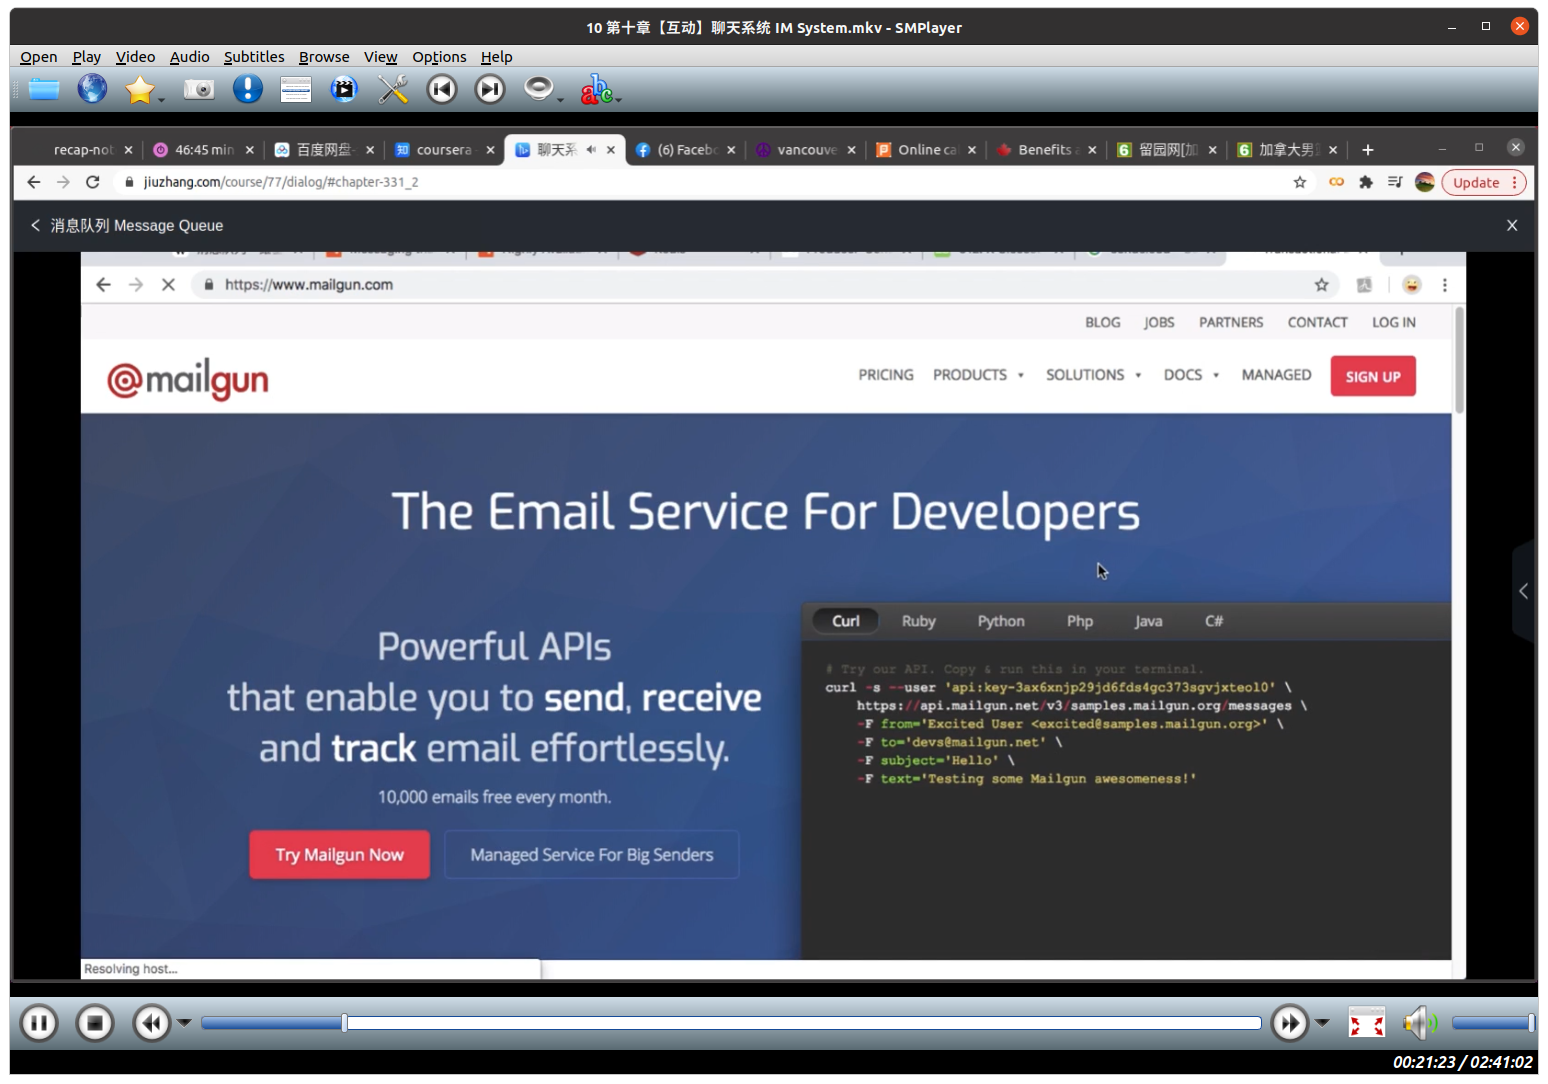 10 第十章【互动】聊天系统 IM System.mkv - SMPlayer
Open Play Video Audio Subtitles Browse View Options Help
abc
recap-not 46:45 min 百度网盘- coursera 聊天系 (6) Facebo vancouve Online ca Benefits a 留园网[加 加拿大男
jiuzhang.com/course/77/dialog/#chapter-331_2 Update
消息队列 Message Queue
https://www.mailgun.com
BLOG JOBS PARTNERS CONTACT LOG IN
@mailgun PRICING PRODUCTS SOLUTIONS DOCS MANAGED SIGN UP
The Email Service For Developers
Powerful APIs
that enable you to send, receive
and track email effortlessly.
10,000 emails free every month.
Try Mailgun Now Managed Service For Big Senders
Curl Ruby Python Php Java C#
# Try our API. Copy & run this in your terminal.
curl -s --user 'api:key-3ax6xnjp29jd6fds4gc373sgvjxteol0' \
https://api.mailgun.net/v3/samples.mailgun.org/messages \
-F from='Excited User <excited@samples.mailgun.org>' \
-F to='devs@mailgun.net' \
-F subject='Hello' \
-F text='Testing some Mailgun awesomeness!'
Resolving host...
00:21:23 / 02:41:02